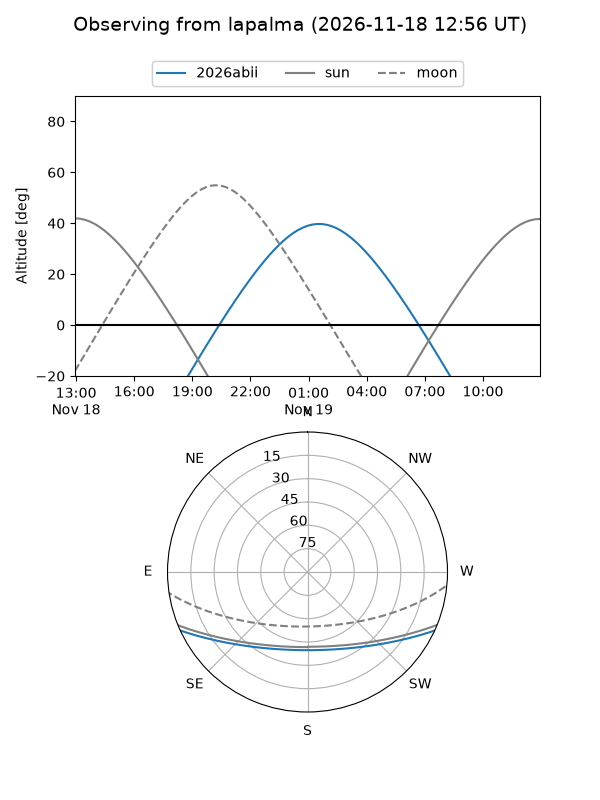 Observing from lapalma (2026-11-18 12:56 UT)
2026abii sun moon
Altitude [deg]
80
60
40
20
0
−20
13:00 16:00 19:00 22:00 01:00 04:00 07:00 10:00
Nov 18 Nov 19
N
NE NW
15
30
45
60
75
E W
SE SW
S